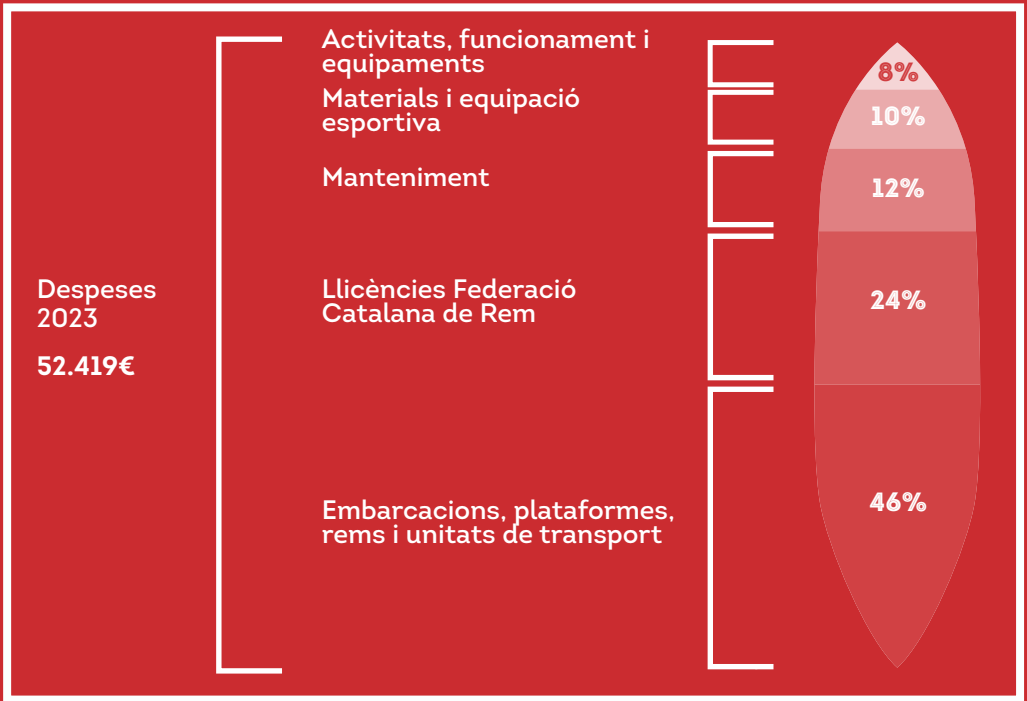 Despeses
2023
52.419€
Activitats, funcionament i
equipaments
8%
Materials i equipació
esportiva
10%
Manteniment
12%
Llicències Federació
Catalana de Rem
24%
Embarcacions, plataformes,
rems i unitats de transport
46%